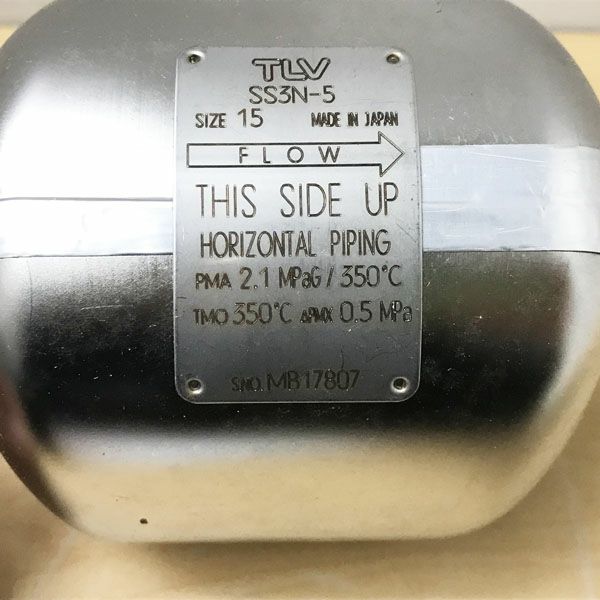 TLV
SS3N-5
SIZE 15 MADE IN JAPAN
FLOW
THIS SIDE UP
HORIZONTAL PIPING
PMA 2.1 MPaG / 350°C
TMO 350°C ΔPMX 0.5 MPa
S.NO. MB17807